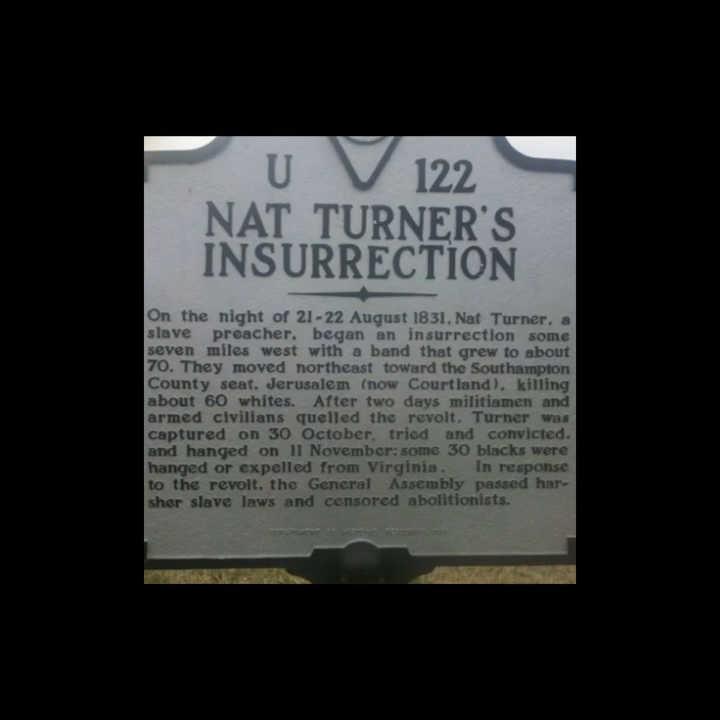 U 122
NAT TURNER'S
INSURRECTION
On the night of 21-22 August 1831, Nat Turner, a
slave preacher, began an insurrection some
seven miles west with a band that grew to about
70. They moved northeast toward the Southampton
County seat, Jerusalem (now Courtland), killing
about 60 whites. After two days militiamen and
armed civilians quelled the revolt. Turner was
captured on 30 October, tried and convicted,
and hanged on 11 November: some 30 blacks were
hanged or expelled from Virginia. In response
to the revolt, the General Assembly passed har-
sher slave laws and censored abolitionists.